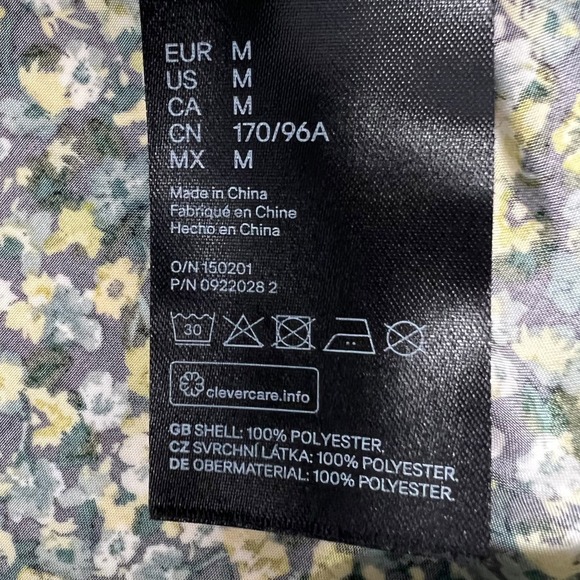 EUR M
US M
CA M
CN 170/96A
MX M
Made in China
Fabriqué en Chine
Hecho en China
O/N 150201
P/N 0922028 2
30
clevercare.info
GB SHELL: 100% POLYESTER.
CZ SVRCHNÍ LÁTKA: 100% POLYESTER.
DE OBERMATERIAL: 100% POLYESTER.